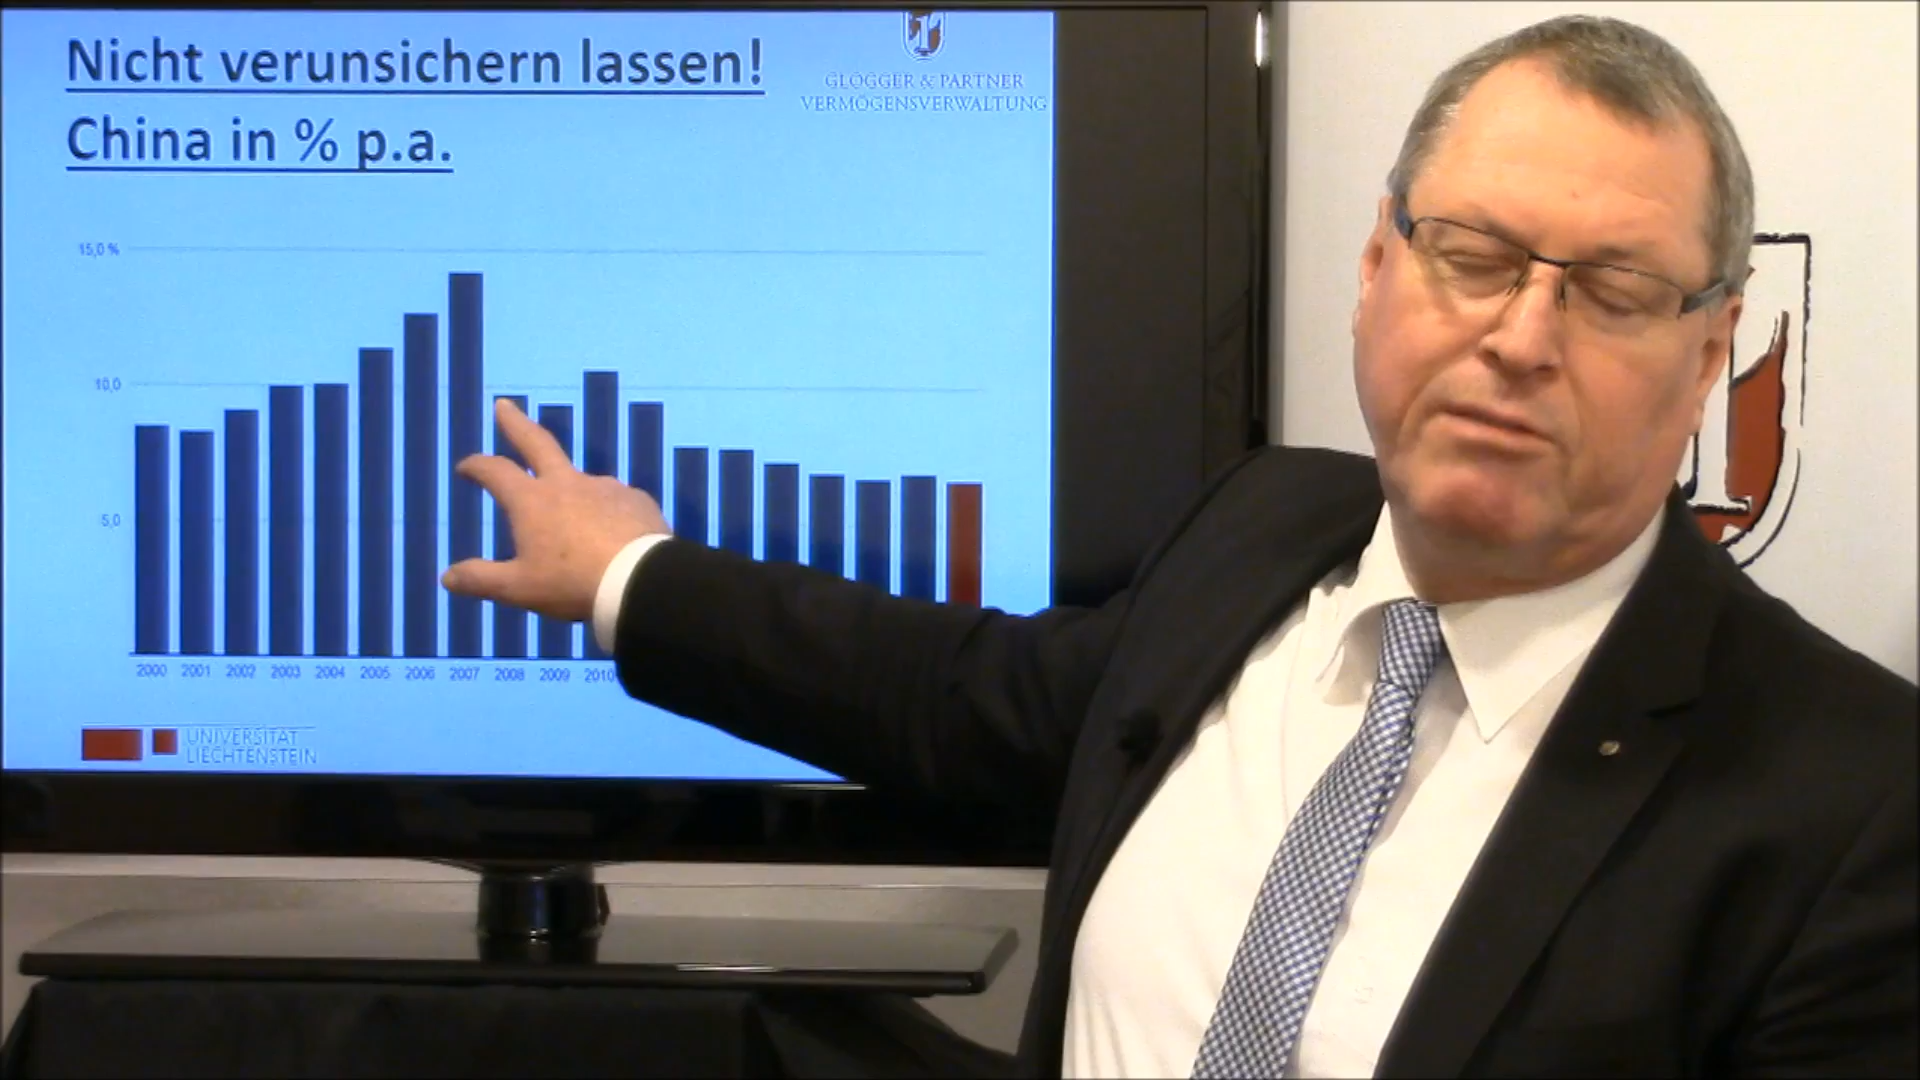 Nicht verunsichern lassen!
China in % p.a.
GLOGGER & PARTNER
VERMÖGENSVERWALTUNG
15,0 %
10,0
5,0
2000 2001 2002 2003 2004 2005 2006 2007 2008 2009 2010
UNIVERSITÄT
LIECHTENSTEIN